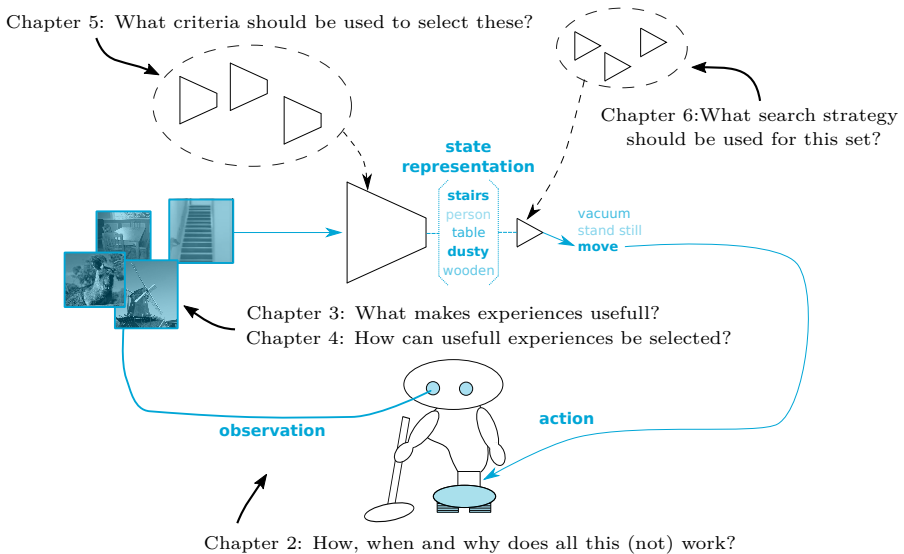 Chapter 5: What criteria should be used to select these?
Chapter 6:What search strategy
should be used for this set?
state
representation
stairs
person
table
dusty
wooden
vacuum
stand still
move
Chapter 3: What makes experiences usefull?
Chapter 4: How can usefull experiences be selected?
observation
action
Chapter 2: How, when and why does all this (not) work?